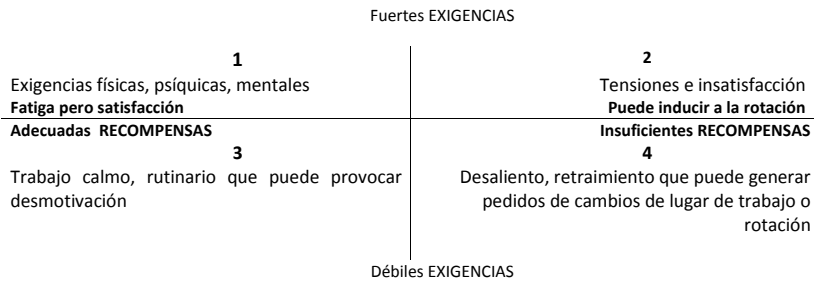 Fuertes EXIGENCIAS
1
Exigencias físicas, psíquicas, mentales
Fatiga pero satisfacción
2
Tensiones e insatisfacción
Puede inducir a la rotación
Adecuadas RECOMPENSAS
Insuficientes RECOMPENSAS
3
Trabajo calmo, rutinario que puede provocar
desmotivación
4
Desaliento, retraimiento que puede generar
pedidos de cambios de lugar de trabajo o
rotación
Débiles EXIGENCIAS